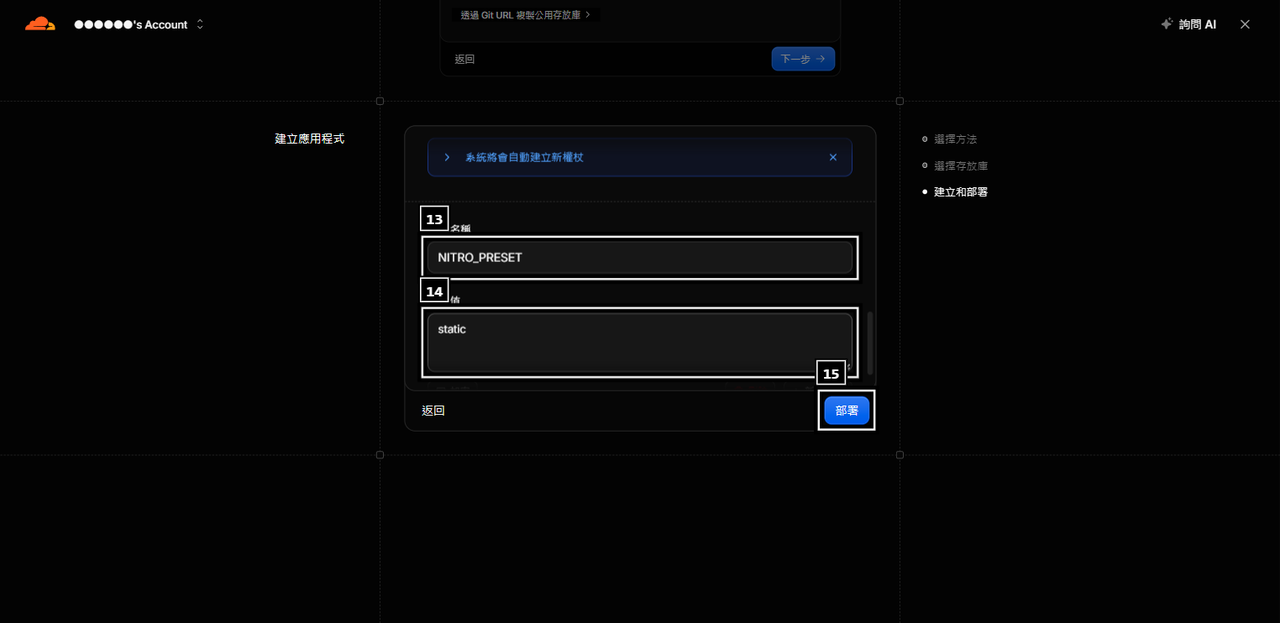 ●●●●●●'s Account
透過 Git URL 複製公用存放庫
詢問 AI
返回
下一步
建立應用程式
系統將會自動建立新權杖
選擇方法
選擇存放庫
建立和部署
13
名稱
NITRO_PRESET
14
值
static
15
返回
部署